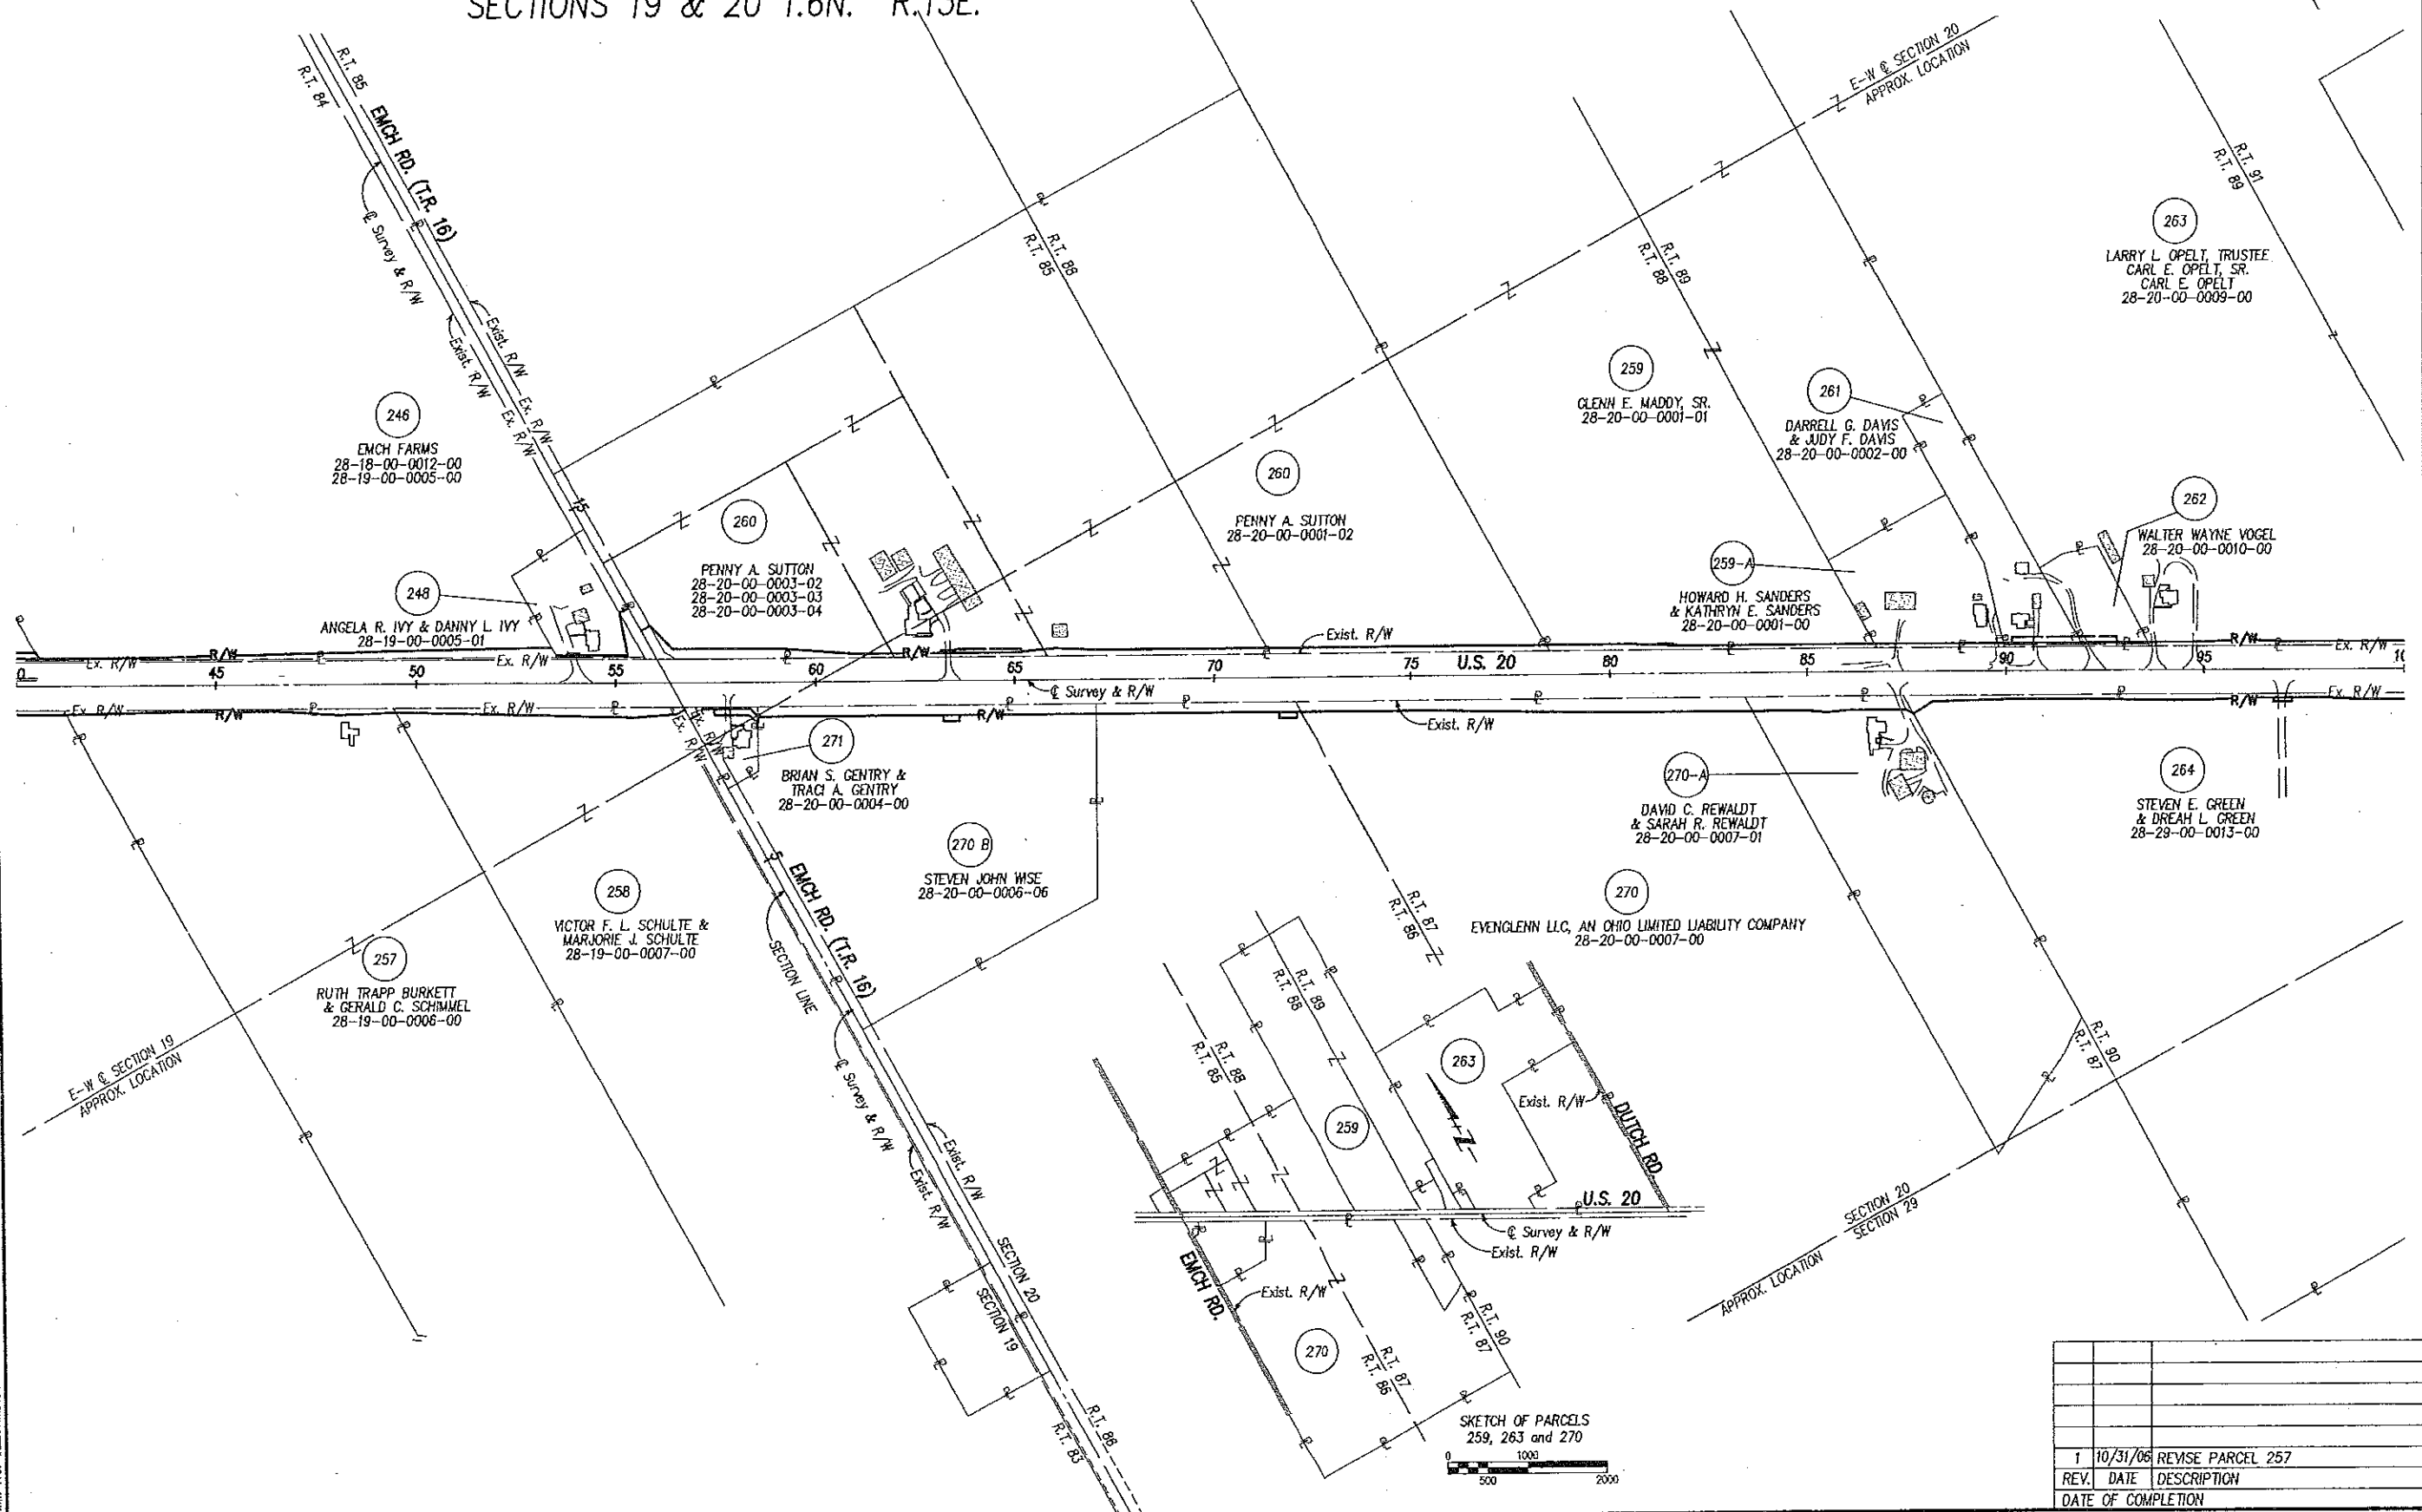 SECTIONS 19 & 20 T.6N. R.13E.
R.T. 85
R.T. 84
EMCH RD. (T.R. 16)
℄ Survey & R/W
Exist. R/W
Exist. R/W
Ex. R/W
Ex. R/W
15
R.T. 88
R.T. 85
E-W ℄ SECTION 20
APPROX. LOCATION
R.T. 89
R.T. 88
R.T. 91
R.T. 89
263
LARRY L. OPELT, TRUSTEE
CARL E. OPELT, SR.
CARL E. OPELT
28-20-00-0009-00
246
EMCH FARMS
28-18-00-0012-00
28-19-00-0005-00
259
GLENN E. MADDY, SR.
28-20-00-0001-01
261
DARRELL G. DAVIS
& JUDY F. DAVIS
28-20-00-0002-00
260
PENNY A. SUTTON
28-20-00-0003-02
28-20-00-0003-03
28-20-00-0003-04
260
PENNY A. SUTTON
28-20-00-0001-02
262
WALTER WAYNE VOGEL
28-20-00-0010-00
248
ANGELA R. IVY & DANNY L. IVY
28-19-00-0005-01
259-A
HOWARD H. SANDERS
& KATHRYN E. SANDERS
28-20-00-0001-00
Ex. R/W
R/W
Ex. R/W
R/W
Exist. R/W
R/W
Ex. R/W
0
45
50
55
60
65
70
75
U.S. 20
80
85
90
95
10
℄ Survey & R/W
Ex. R/W
R/W
Ex. R/W
Ex. R/W
Ex. R/W
R/W
Exist. R/W
R/W
Ex. R/W
271
BRIAN S. GENTRY &
TRACI A. GENTRY
28-20-00-0004-00
270-A
DAVID C. REWALDT
& SARAH R. REWALDT
28-20-00-0007-01
264
STEVEN E. GREEN
& DREAH L. GREEN
28-29-00-0013-00
270 B
STEVEN JOHN WISE
28-20-00-0006-06
258
VICTOR F. L. SCHULTE &
MARJORIE J. SCHULTE
28-19-00-0007-00
270
EVENGLENN LLC, AN OHIO LIMITED LIABILITY COMPANY
28-20-00-0007-00
257
RUTH TRAPP BURKETT
& GERALD C. SCHIMMEL
28-19-00-0006-00
5
EMCH RD. (T.R. 16)
SECTION LINE
R.T. 87
R.T. 86
E-W ℄ SECTION 19
APPROX. LOCATION
℄ Survey & R/W
Exist. R/W
Exist. R/W
SECTION 20
SECTION 19
R.T. 86
R.T. 83
R.T. 90
R.T. 87
SECTION 20
SECTION 29
APPROX. LOCATION
R.T. 89
R.T. 88
R.T. 88
R.T. 85
263
259
Exist. R/W
DUTCH RD.
U.S. 20
℄ Survey & R/W
Exist. R/W
EMCH RD.
Exist. R/W
270
R.T. 90
R.T. 87
R.T. 87
R.T. 86
SKETCH OF PARCELS
259, 263 and 270
0 1000
500 2000
1 10/31/06 REVISE PARCEL 257
REV. DATE DESCRIPTION
DATE OF COMPLETION